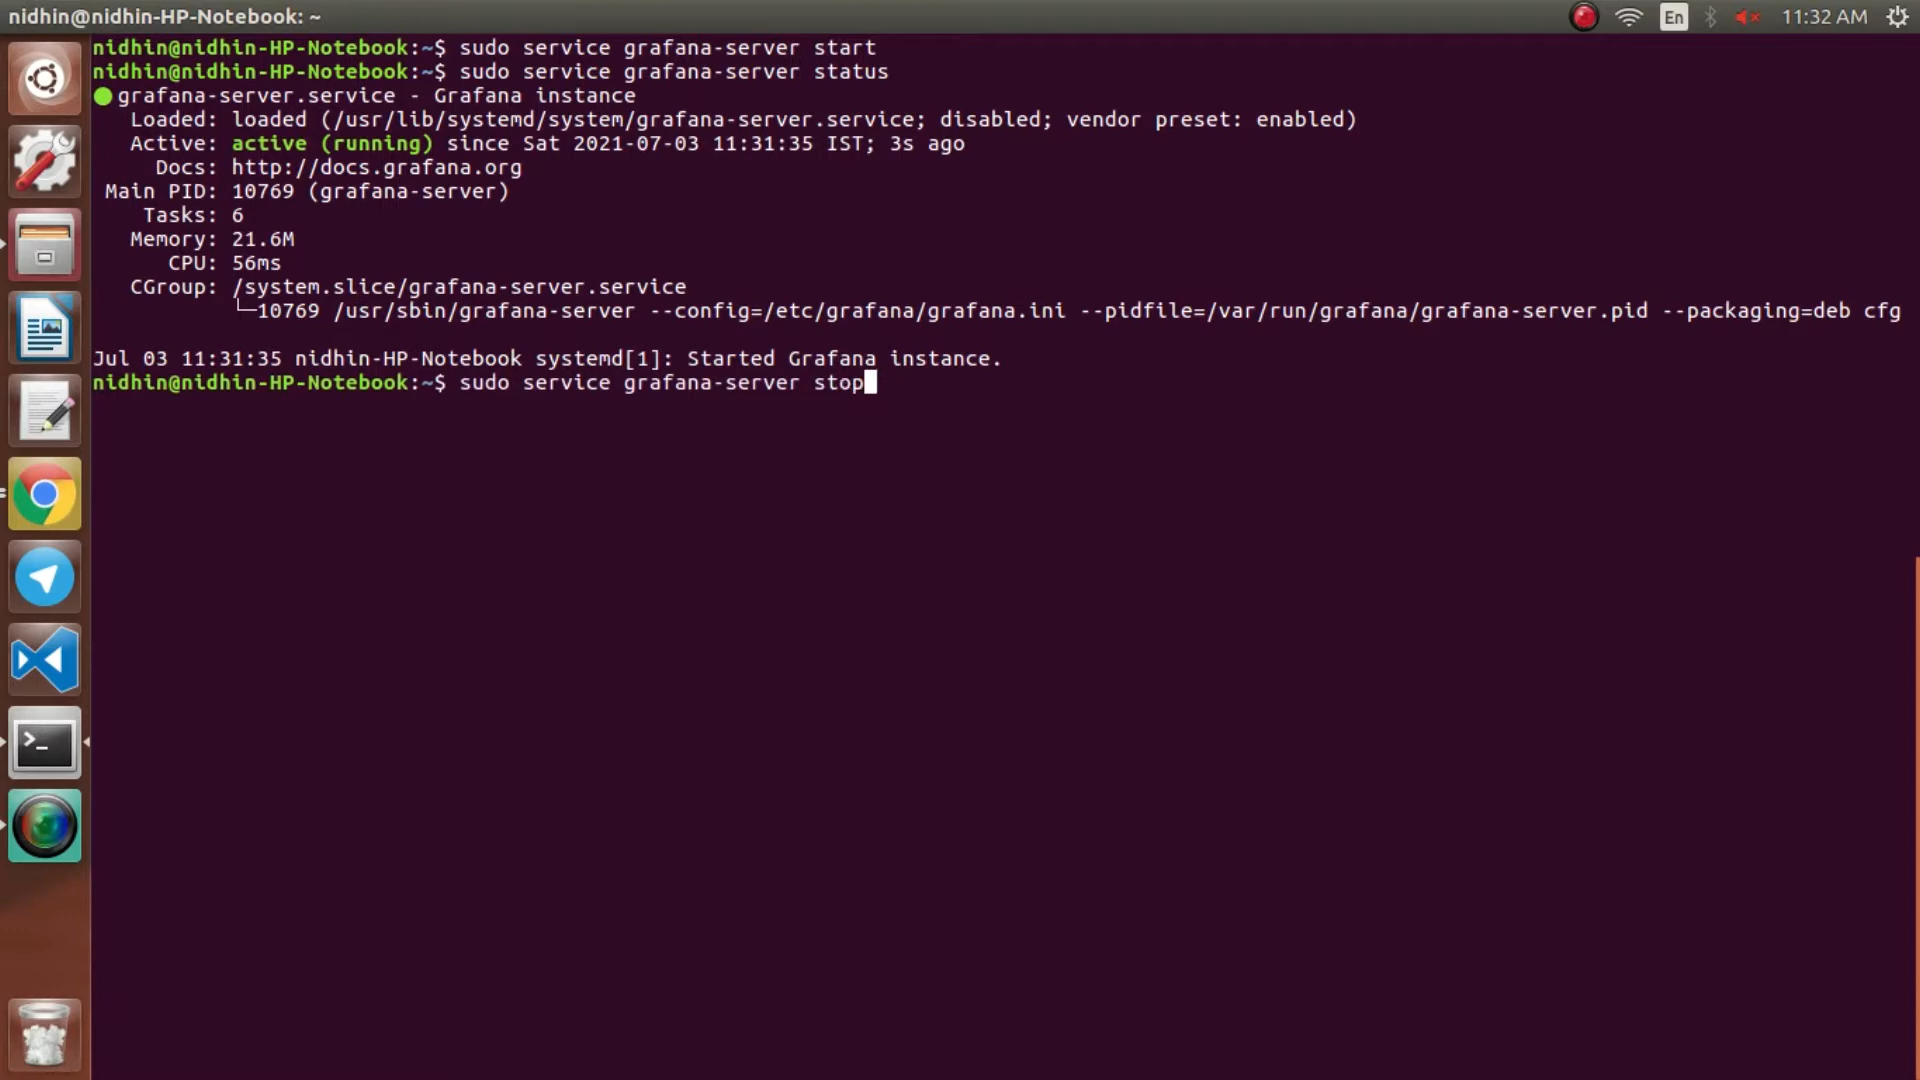 nidhin@nidhin-HP-Notebook: ~
En
11:32 AM
nidhin@nidhin-HP-Notebook:~$ sudo service grafana-server start
nidhin@nidhin-HP-Notebook:~$ sudo service grafana-server status
grafana-server.service - Grafana instance
Loaded: loaded (/usr/lib/systemd/system/grafana-server.service; disabled; vendor preset: enabled)
Active: active (running) since Sat 2021-07-03 11:31:35 IST; 3s ago
Docs: http://docs.grafana.org
Main PID: 10769 (grafana-server)
Tasks: 6
Memory: 21.6M
CPU: 56ms
CGroup: /system.slice/grafana-server.service
└─10769 /usr/sbin/grafana-server --config=/etc/grafana/grafana.ini --pidfile=/var/run/grafana/grafana-server.pid --packaging=deb cfg
Jul 03 11:31:35 nidhin-HP-Notebook systemd[1]: Started Grafana instance.
nidhin@nidhin-HP-Notebook:~$ sudo service grafana-server stop